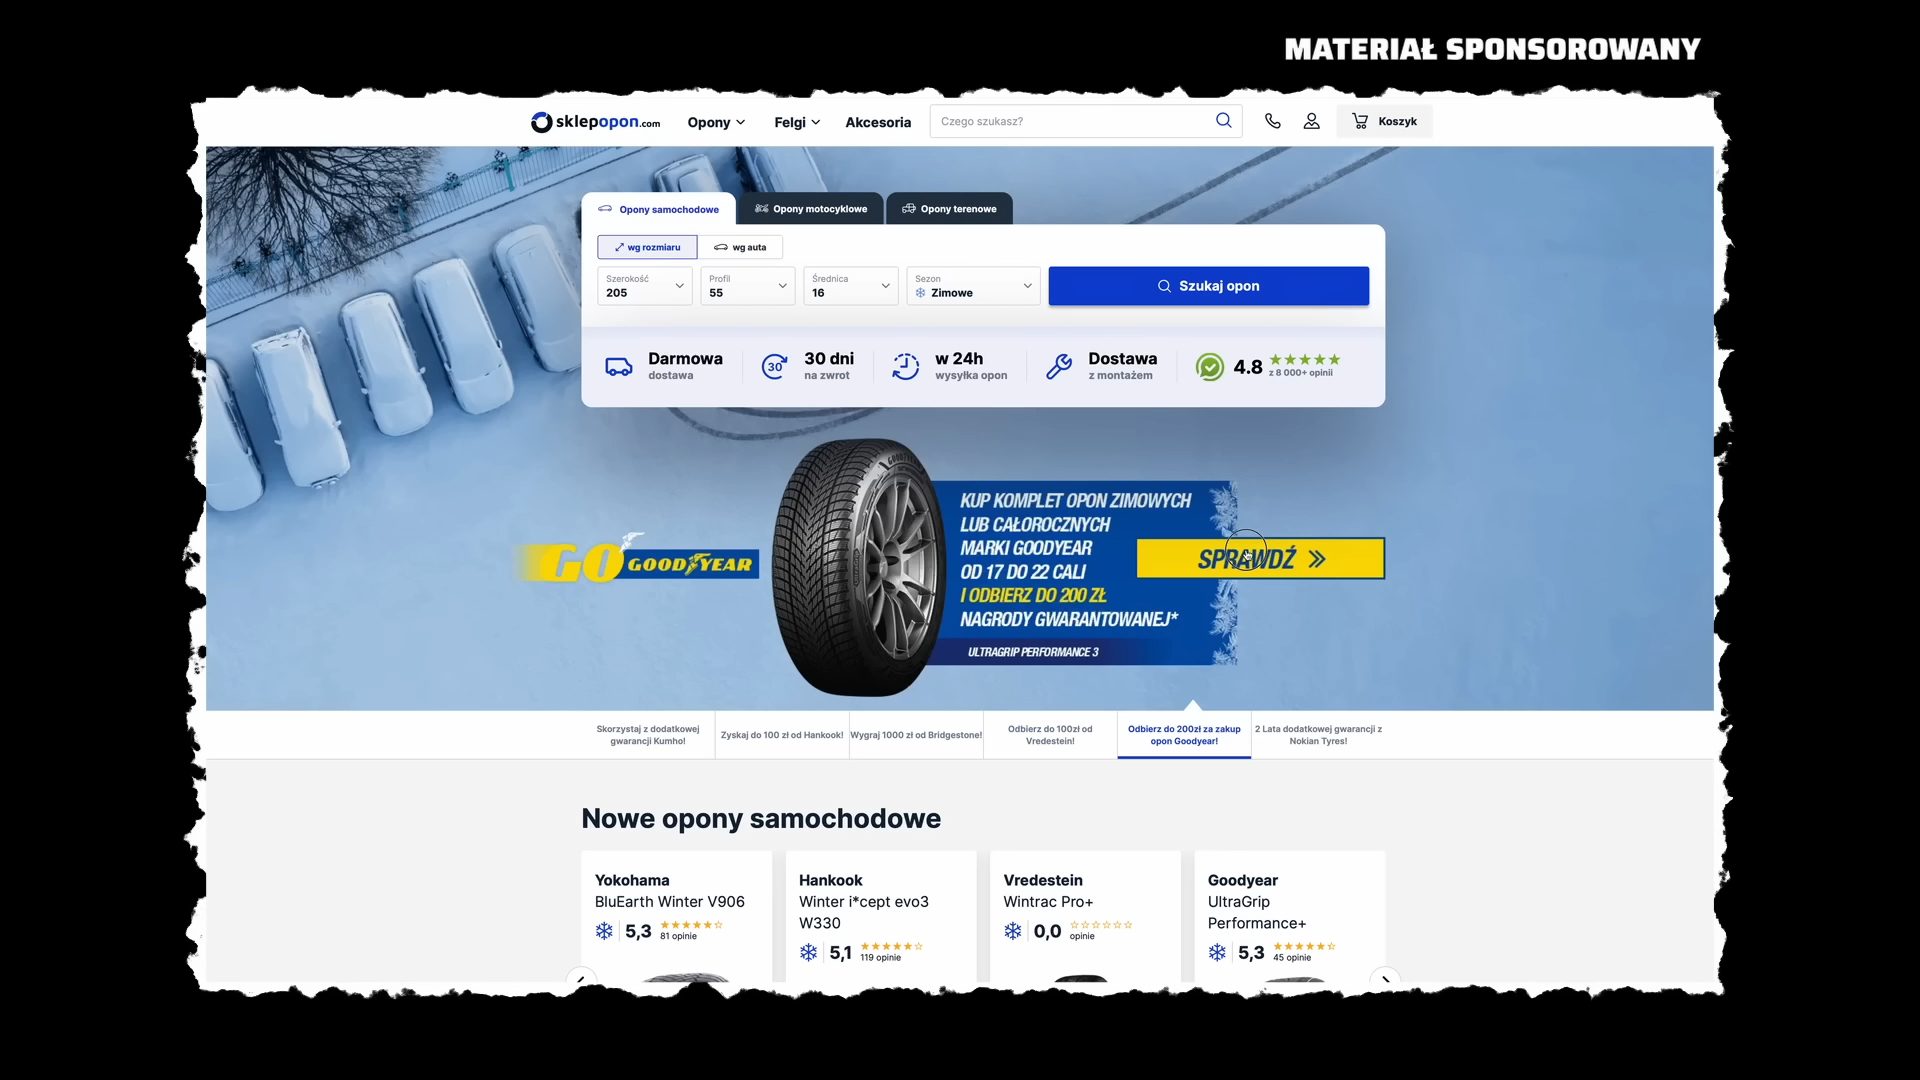 MATERIAŁ SPONSOROWANY
sklepopon.com
Opony
Felgi
Akcesoria
Czego szukasz?
Koszyk
Opony samochodowe
Opony motocyklowe
Opony terenowe
wg rozmiaru
wg auta
Szerokość
205
Profil
55
Średnica
16
Sezon
Zimowe
Szukaj opon
Darmowa
dostawa
30
30 dni
na zwrot
w 24h
wysyłka opon
Dostawa
z montażem
4.8
z 8 000+ opinii
GO GOODYEAR
KUP KOMPLET OPON ZIMOWYCH
LUB CAŁOROCZNYCH
MARKI GOODYEAR
OD 17 DO 22 CALI
I ODBIERZ DO 200 ZŁ
NAGRODY GWARANTOWANEJ*
ULTRAGRIP PERFORMANCE 3
SPRAWDŹ
Skorzystaj z dodatkowej
gwarancji Kumho!
Zyskaj do 100 zł od Hankook!
Wygraj 1000 zł od Bridgestone!
Odbierz do 100zł od
Vredestein!
Odbierz do 200zł za zakup
opon Goodyear!
2 Lata dodatkowej gwarancji z
Nokian Tyres!
Nowe opony samochodowe
Yokohama
BluEarth Winter V906
5,3
81 opinie
Hankook
Winter i*cept evo3
W330
5,1
119 opinie
Vredestein
Wintrac Pro+
0,0
opinie
Goodyear
UltraGrip
Performance+
5,3
45 opinie